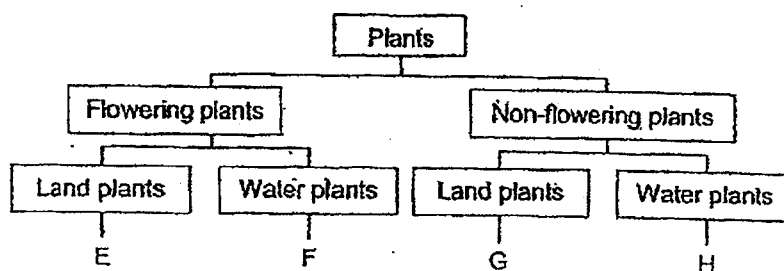 Plants
Flowering plants
Non-flowering plants
Land plants
Water plants
Land plants
Water plants
E
F
G
H